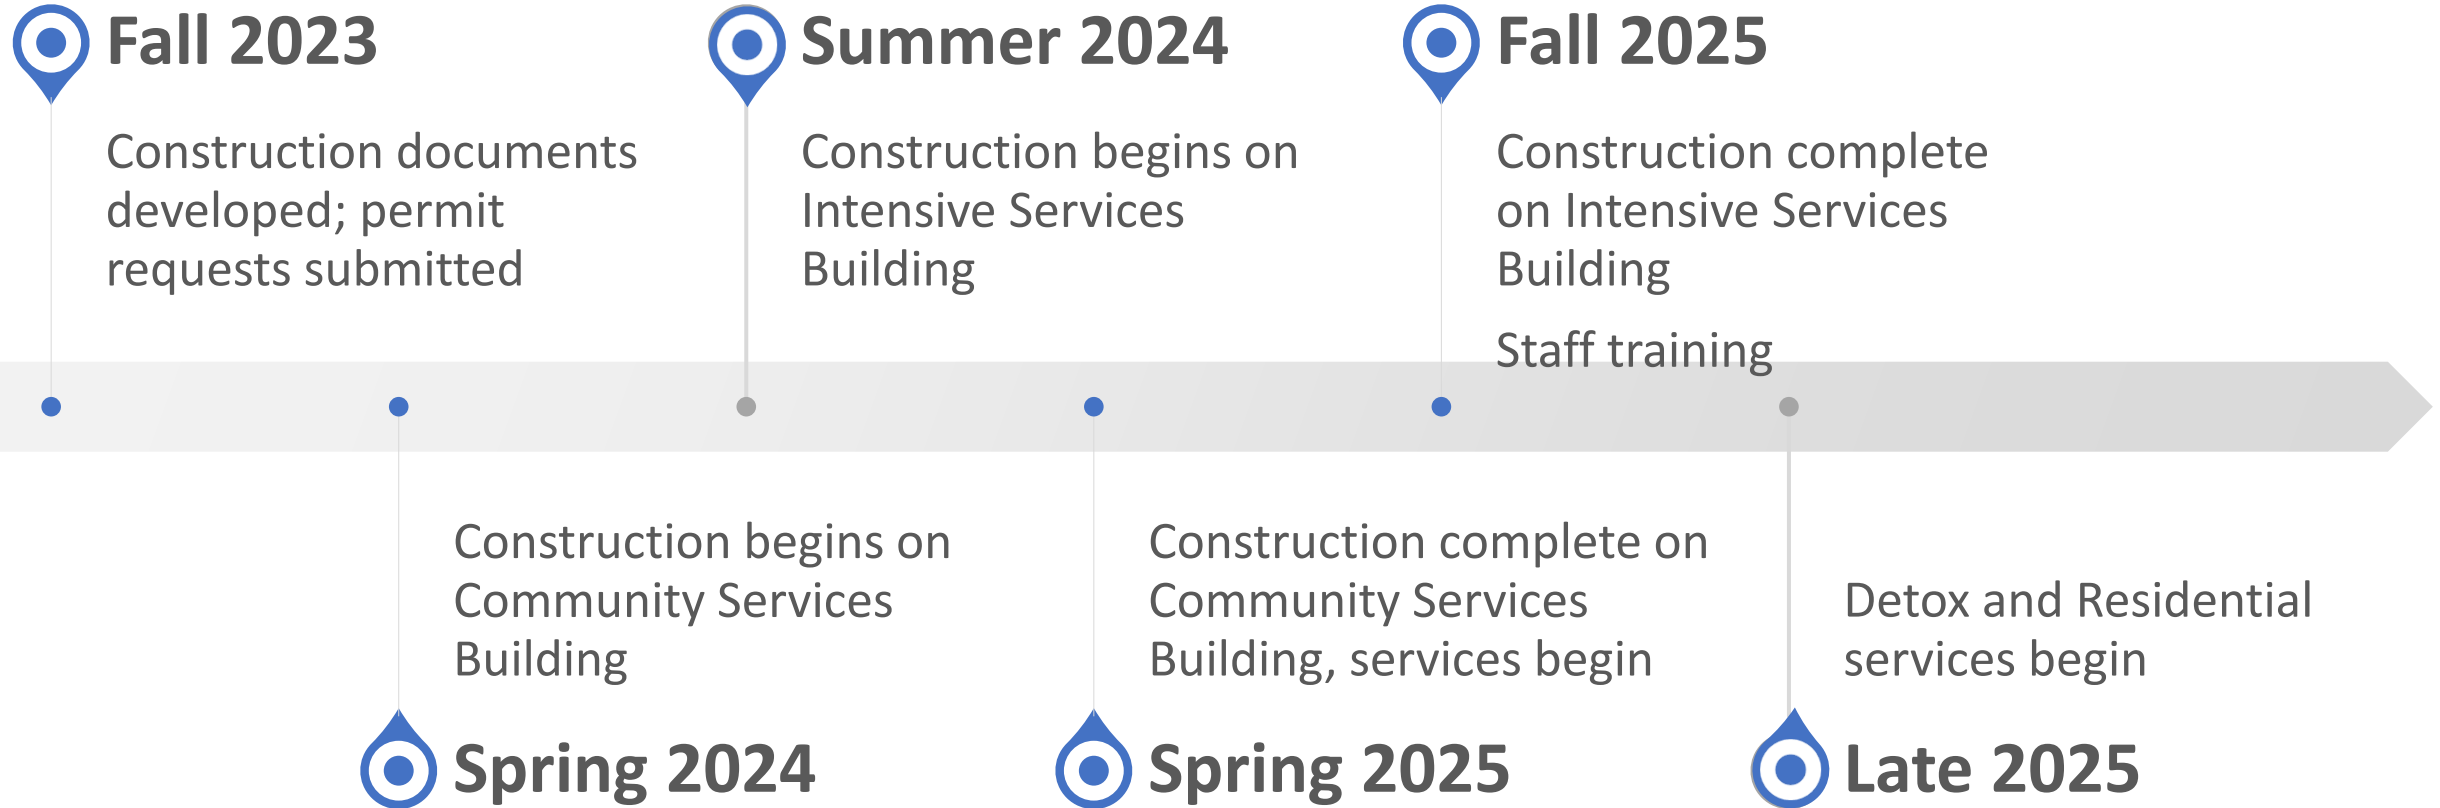 Fall 2023
Construction documents
developed; permit
requests submitted
Summer 2024
Construction begins on
Intensive Services
Building
Fall 2025
Construction complete
on Intensive Services
Building
Staff training
Construction begins on
Community Services
Building
Spring 2024
Construction complete on
Community Services
Building, services begin
Spring 2025
Detox and Residential
services begin
Late 2025